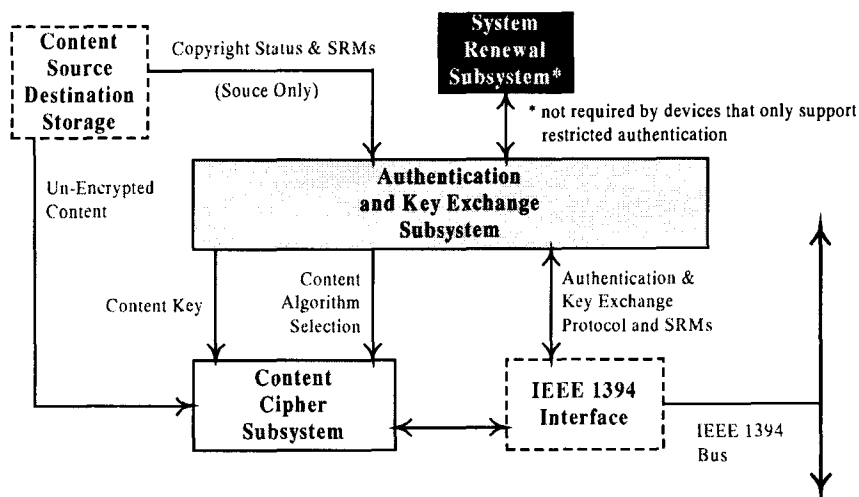 Content
Source
Destination
Storage
Copyright Status & SRMs
(Souce Only)
System
Renewal
Subsystem*
* not required by devices that only support
restricted authentication
Un-Encrypted
Content
Authentication
and Key Exchange
Subsystem
Content Key
Content
Algorithm
Selection
Authentication &
Key Exchange
Protocol and SRMs
Content
Cipher
Subsystem
IEEE 1394
Interface
IEEE 1394
Bus